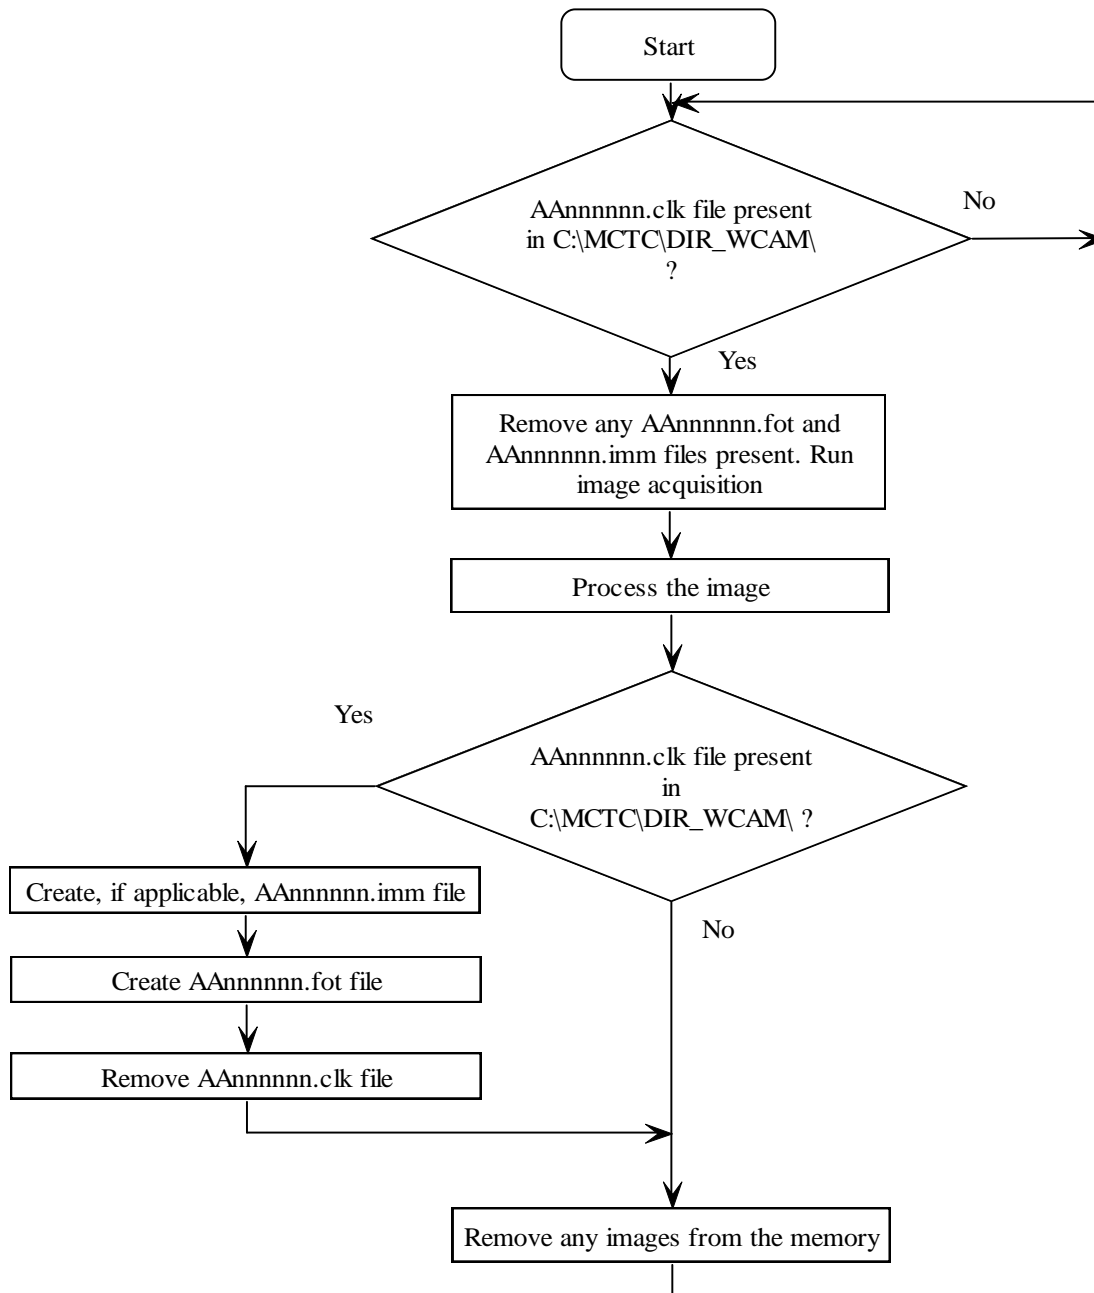 Start
AAnnnnnn.clk file present
in C:\MCTC\DIR_WCAM\
?
No
Yes
Remove any AAnnnnnn.fot and
AAnnnnnn.imm files present. Run
image acquisition
Process the image
Yes
AAnnnnnn.clk file present
in
C:\MCTC\DIR_WCAM\ ?
Create, if applicable, AAnnnnnn.imm file
No
Create AAnnnnnn.fot file
Remove AAnnnnnn.clk file
Remove any images from the memory